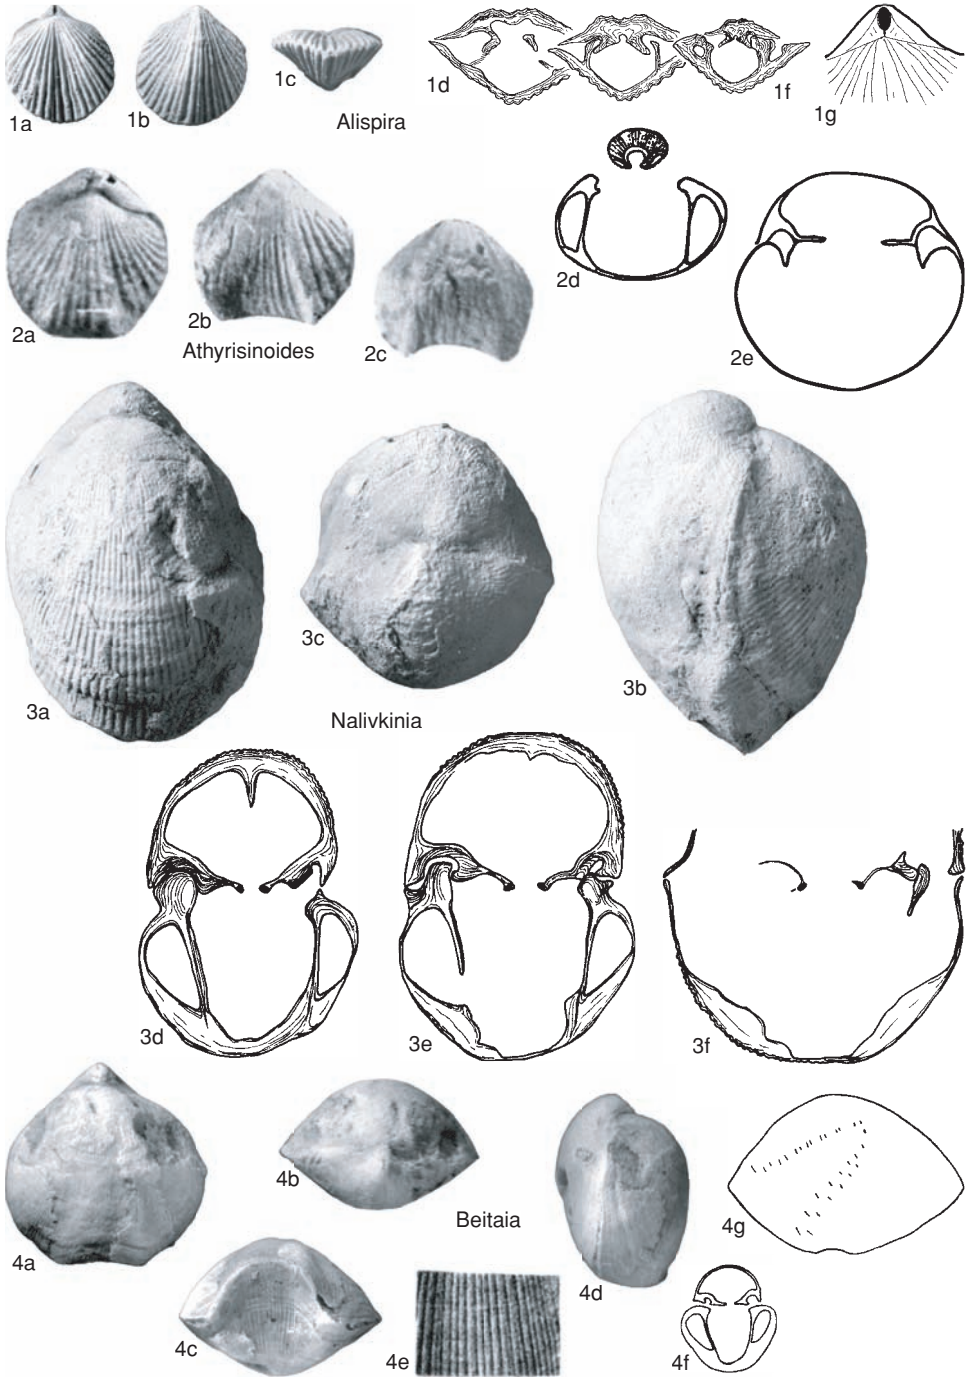 1a
1b
1c
Alispira
1d
1f
1g
2a
2b
Athyrisinoides
2c
2d
2e
3a
3c
Nalivkinia
3b
3d
3e
3f
4a
4b
Beitaia
4c
4e
4d
4f
4g